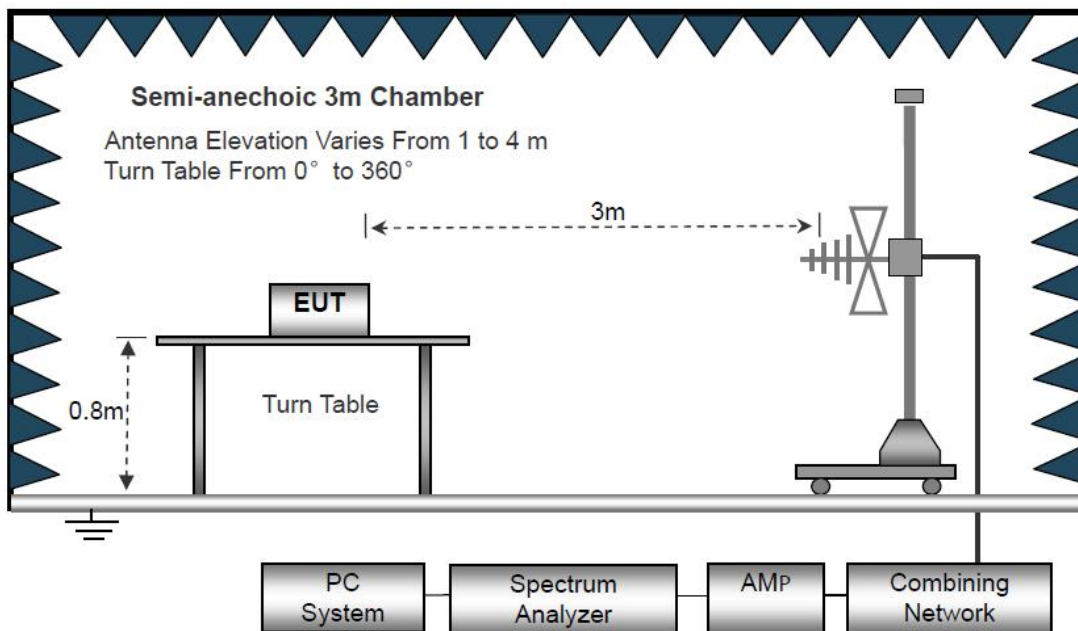 Semi-anechoic 3m Chamber
Antenna Elevation Varies From 1 to 4 m
Turn Table From 0° to 360°
3m
EUT
0.8m
Turn Table
PC
System
Spectrum
Analyzer
AMP
Combining
Network